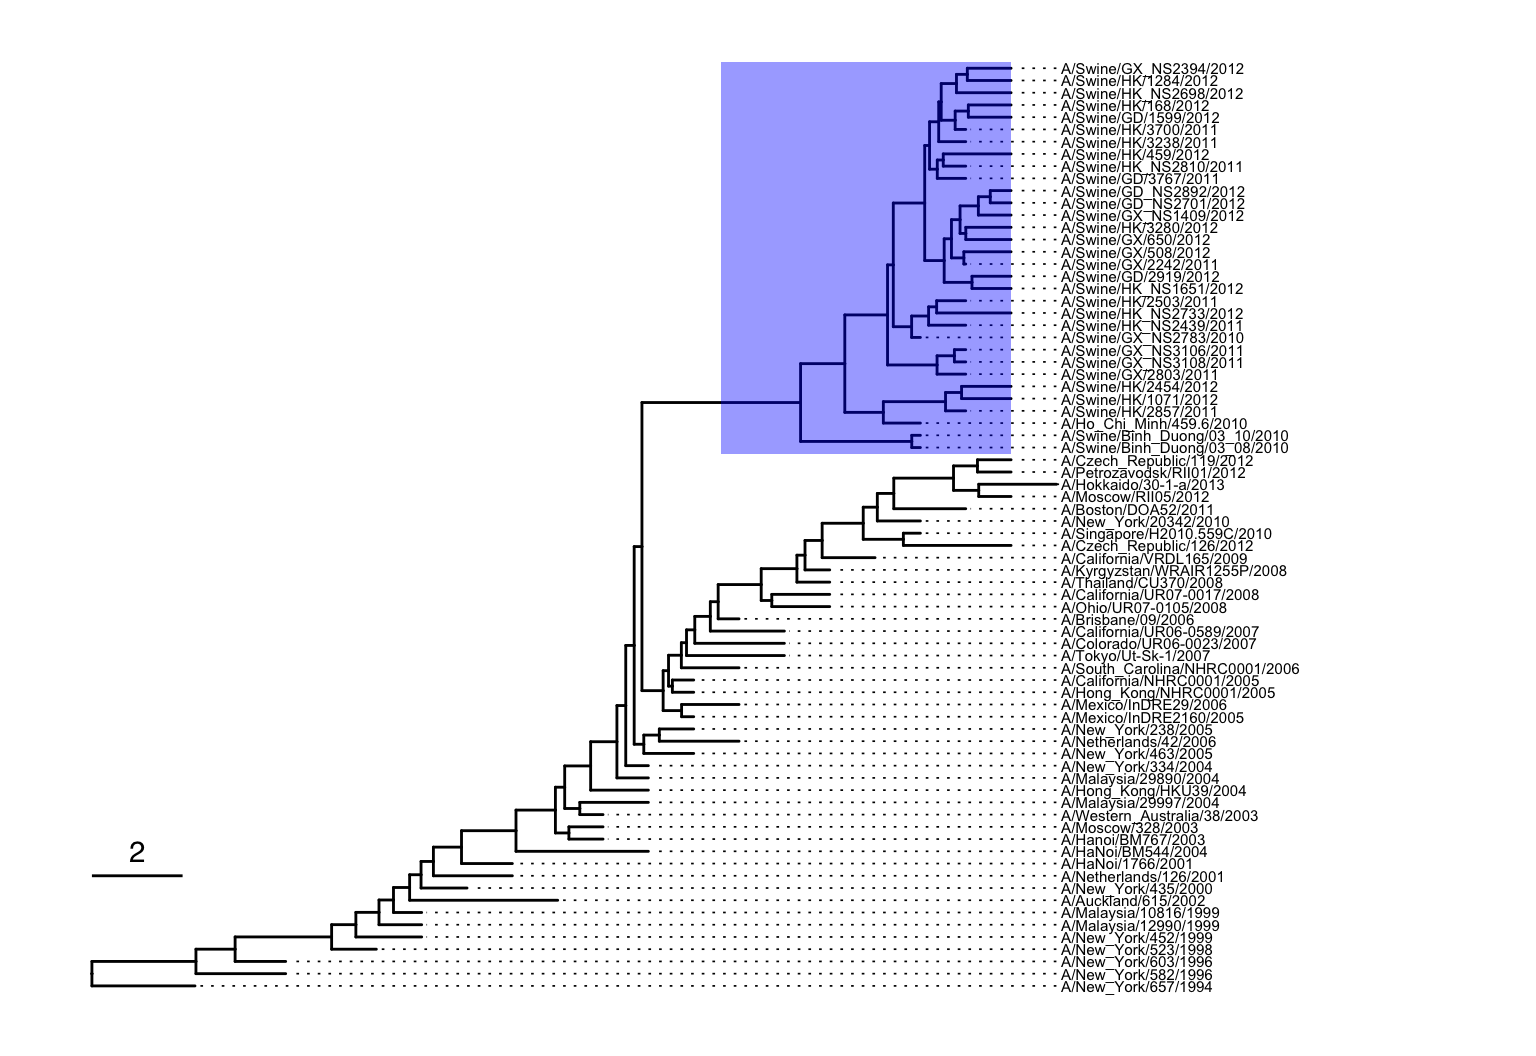 A/Swine/GX_NS2394/2012
A/Swine/HK/1284/2012
A/Swine/HK_NS2698/2012
A/Swine/HK/168/2012
A/Swine/GD/1599/2012
A/Swine/HK/3700/2011
A/Swine/HK/3238/2011
A/Swine/HK/459/2012
A/Swine/HK_NS2810/2011
A/Swine/GD/3767/2011
A/Swine/GD_NS2892/2012
A/Swine/GD_NS2701/2012
A/Swine/GX_NS1409/2012
A/Swine/HK/3280/2012
A/Swine/GX/650/2012
A/Swine/GX/508/2012
A/Swine/GX/2242/2011
A/Swine/GD/2919/2012
A/Swine/HK_NS1651/2012
A/Swine/HK/2503/2011
A/Swine/HK_NS2733/2012
A/Swine/HK_NS2439/2011
A/Swine/GX_NS2783/2010
A/Swine/GX_NS3106/2011
A/Swine/GX_NS3108/2011
A/Swine/GX/2803/2011
A/Swine/HK/2454/2012
A/Swine/HK/1071/2012
A/Swine/HK/2857/2011
A/Ho_Chi_Minh/459.6/2010
A/Swine/Binh_Duong/03_10/2010
A/Swine/Binh_Duong/03_08/2010
A/Czech_Republic/119/2012
A/Petrozavodsk/RII01/2012
A/Hokkaido/30-1-a/2013
A/Moscow/RII05/2012
A/Boston/DOA52/2011
A/New_York/20342/2010
A/Singapore/H2010.559C/2010
A/Czech_Republic/126/2012
A/California/VRDL165/2009
A/Kyrgyzstan/WRAIR1255P/2008
A/Thailand/CU370/2008
A/California/UR07-0017/2008
A/Ohio/UR07-0105/2008
A/Brisbane/09/2006
A/California/UR06-0589/2007
A/Colorado/UR06-0023/2007
A/Tokyo/Ut-Sk-1/2007
A/South_Carolina/NHRC0001/2006
A/California/NHRC0001/2005
A/Hong_Kong/NHRC0001/2005
A/Mexico/InDRE29/2006
A/Mexico/InDRE2160/2005
A/New_York/238/2005
A/Netherlands/42/2006
A/New_York/463/2005
A/New_York/334/2004
A/Malaysia/29890/2004
A/Hong_Kong/HKU39/2004
A/Malaysia/29997/2004
A/Western_Australia/38/2003
A/Moscow/328/2003
A/Hanoi/BM767/2003
A/HaNoi/BM544/2004
2
A/HaNoi/1766/2001
A/Netherlands/126/2001
A/New_York/435/2000
A/Auckland/615/2002
A/Malaysia/10816/1999
A/Malaysia/12990/1999
A/New_York/452/1999
A/New_York/523/1998
A/New_York/603/1996
A/New_York/582/1996
A/New_York/657/1994